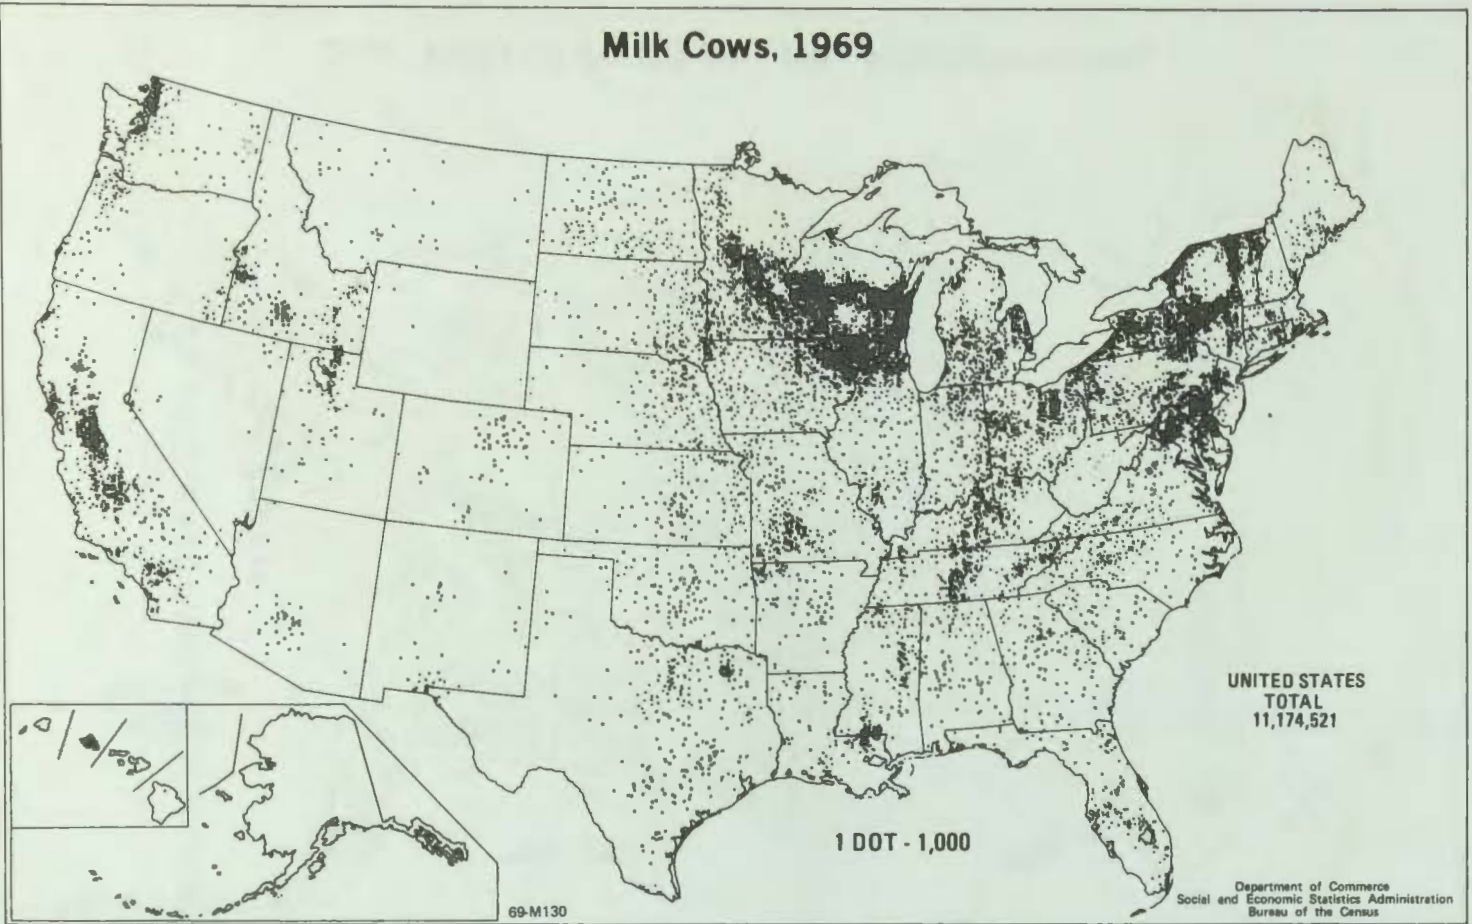 Milk Cows, 1969
UNITED STATES
TOTAL
11,174,521
1 DOT - 1,000
69-M130
Department of Commerce
Social and Economic Statistics Administration
Bureau of the Census